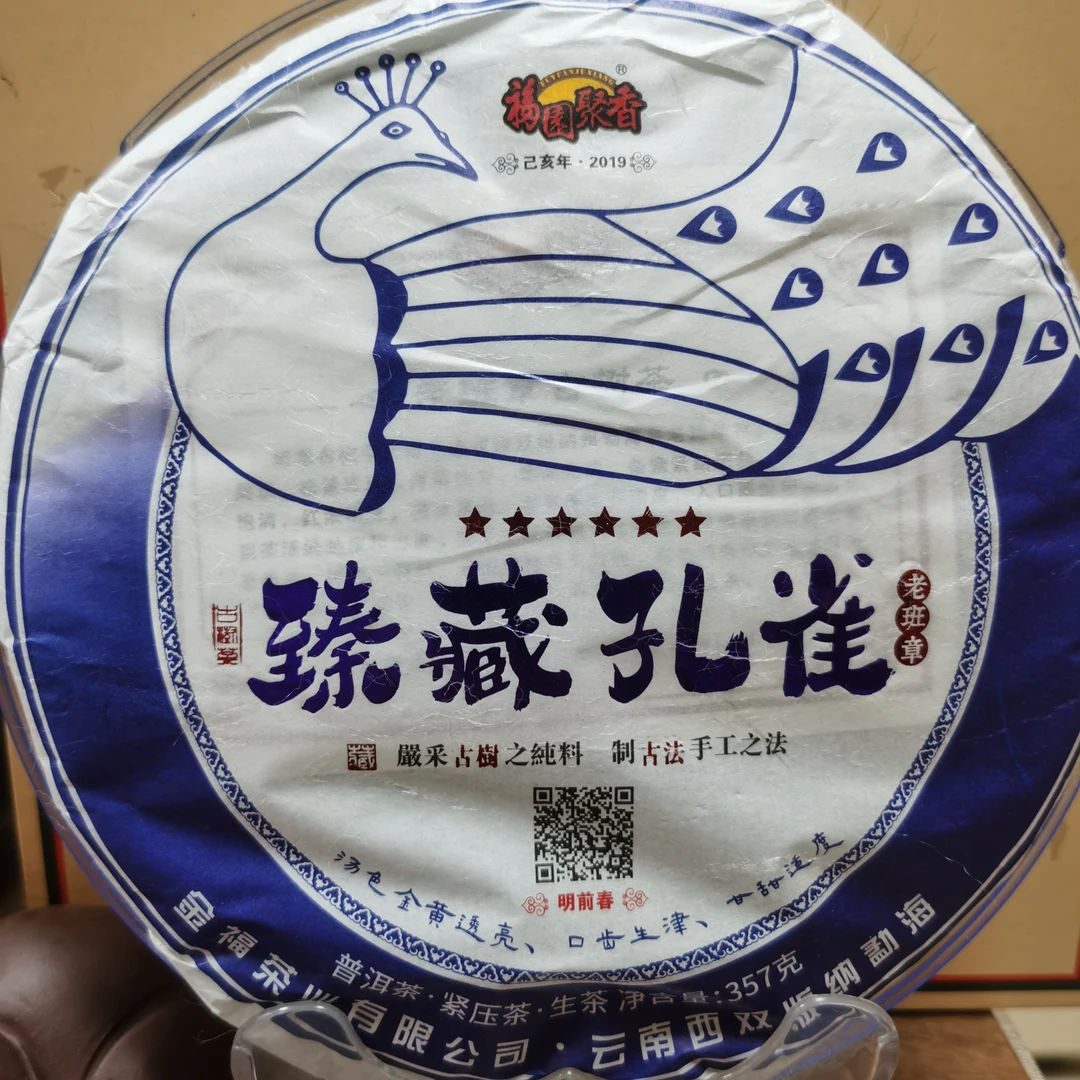 FUYUANJUXIANG
®
福圆聚香
己亥年·2019
臻藏孔雀
老班章
古树茶
藏
嚴采古樹之純料 制古法手工之法
明前春
汤色金黄透亮、口齿生津、甘甜适度
普洱茶·紧压茶·生茶 净含量:357克
金福茶业有限公司·云南西双版纳勐海